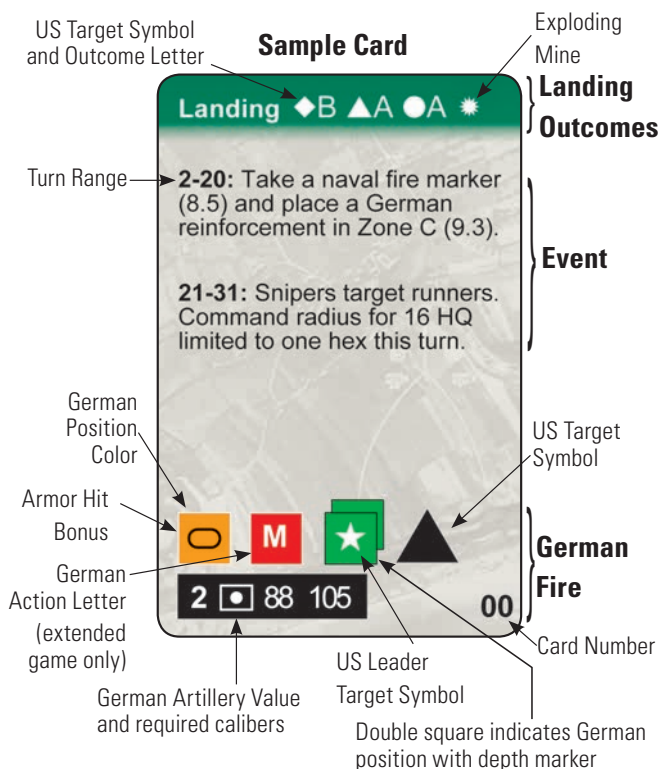 US Target Symbol
and Outcome Letter
Sample Card
Exploding
Mine
Landing ◆B ▲A ●A
Landing
Outcomes
Turn Range
2-20: Take a naval fire marker
(8.5) and place a German
reinforcement in Zone C (9.3).
21-31: Snipers target runners.
Command radius for 16 HQ
limited to one hex this turn.
Event
German
Position
Color
US Target
Symbol
Armor Hit
Bonus
M
German
Fire
German
Action Letter
(extended
game only)
2 88 105
00
Card Number
US Leader
Target Symbol
German Artillery Value
and required calibers
Double square indicates German
position with depth marker